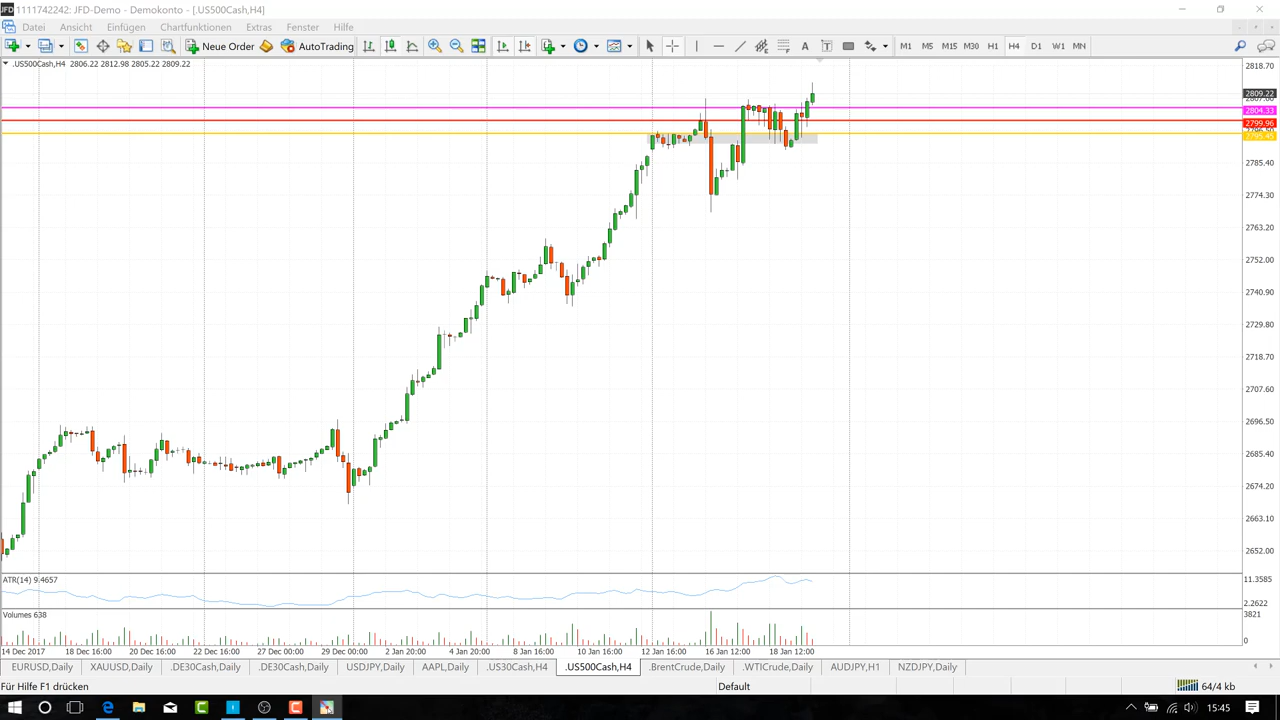 JFD 1111742242: JFD-Demo - Demokonto - [.US500Cash,H4]
Datei Ansicht Einfügen Chartfunktionen Extras Fenster Hilfe
Neue Order AutoTrading A T M1 M5 M15 M30 H1 H4 D1 W1 MN
.US500Cash,H4 2806.22 2812.98 2805.22 2809.22
2818.70
2809.22
2804.33
2799.96
2795.45
2785.40
2774.30
2763.20
2752.00
2740.90
2729.80
2718.70
2707.60
2696.50
2685.40
2674.20
2663.10
2652.00
ATR(14) 9.4657
11.3585
2.2622
Volumes 638
3821
0
14 Dec 2017 18 Dec 16:00 20 Dec 16:00 22 Dec 16:00 27 Dec 00:00 29 Dec 00:00 2 Jan 20:00 4 Jan 20:00 8 Jan 16:00 10 Jan 16:00 12 Jan 16:00 16 Jan 12:00 18 Jan 12:00
EURUSD,Daily XAUUSD,Daily .DE30Cash,Daily .DE30Cash,Daily USDJPY,Daily AAPL,Daily .US30Cash,H4 .US500Cash,H4 .BrentCrude,Daily .WTICrude,Daily AUDJPY,H1 NZDJPY,Daily
Für Hilfe F1 drücken Default 64/4 kb
15:45